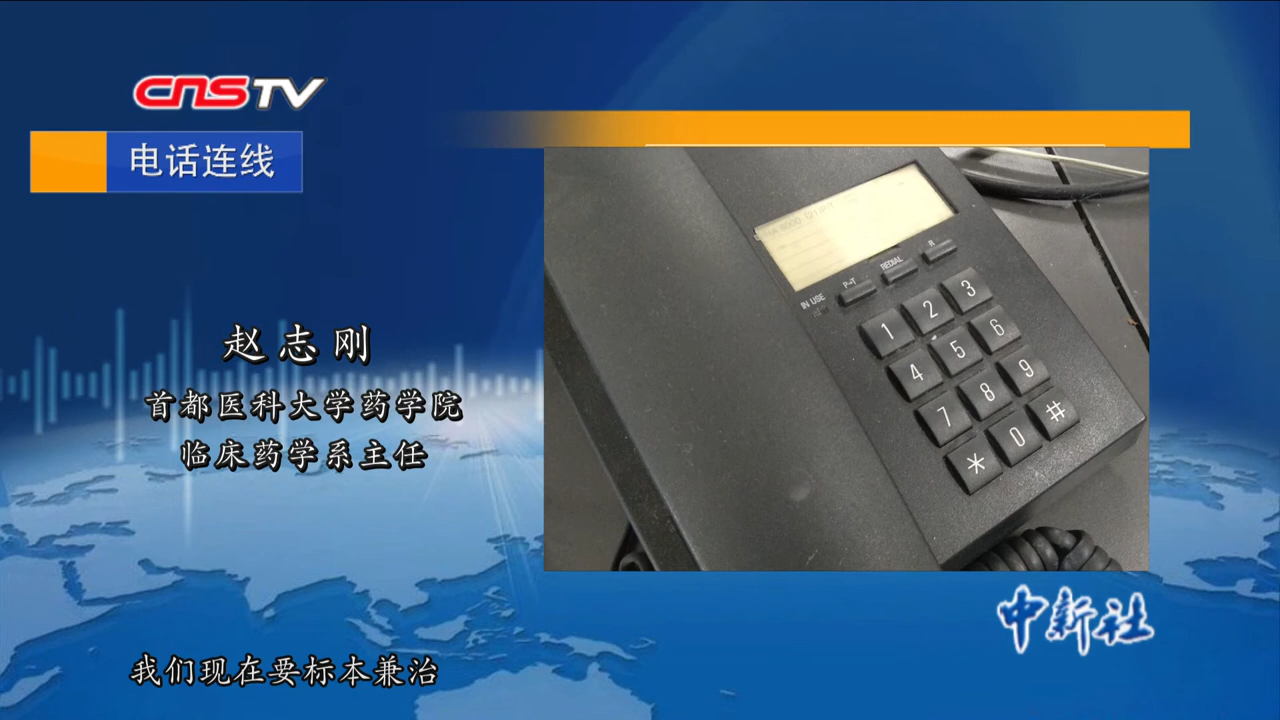 CNSTV
电话连线
赵志刚
首都医科大学药学院
临床药学系主任
IN USE
P-T
REDIAL
R
1 2 3
4 5 6
7 8 9
* 0 #
中新社
我们现在要标本兼治